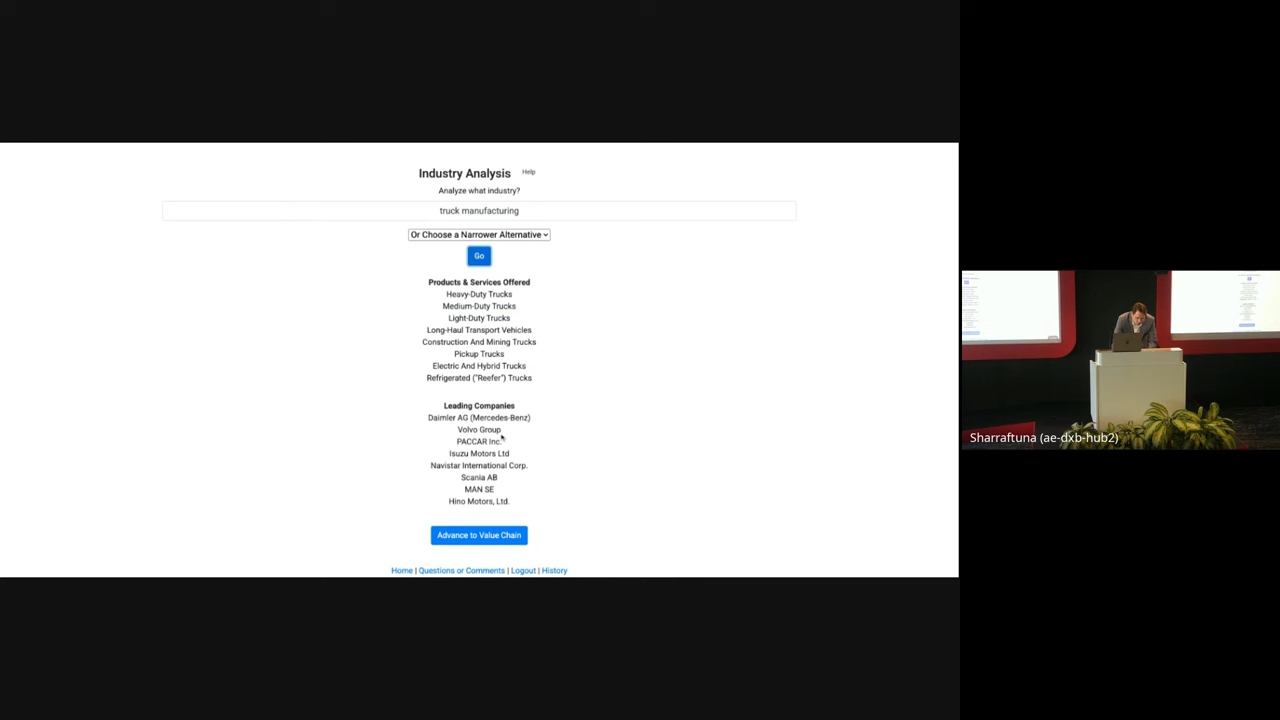 Industry Analysis Help
Analyze what industry?
truck manufacturing
Or Choose a Narrower Alternative
Go
Products & Services Offered
Heavy-Duty Trucks
Medium-Duty Trucks
Light-Duty Trucks
Long-Haul Transport Vehicles
Construction And Mining Trucks
Pickup Trucks
Electric And Hybrid Trucks
Refrigerated ("Reefer") Trucks
Leading Companies
Daimler AG (Mercedes-Benz)
Volvo Group
PACCAR Inc.
Isuzu Motors Ltd
Navistar International Corp.
Scania AB
MAN SE
Hino Motors, Ltd.
Advance to Value Chain
Home | Questions or Comments | Logout | History
Sharraftuna (ae-dxb-hub2)